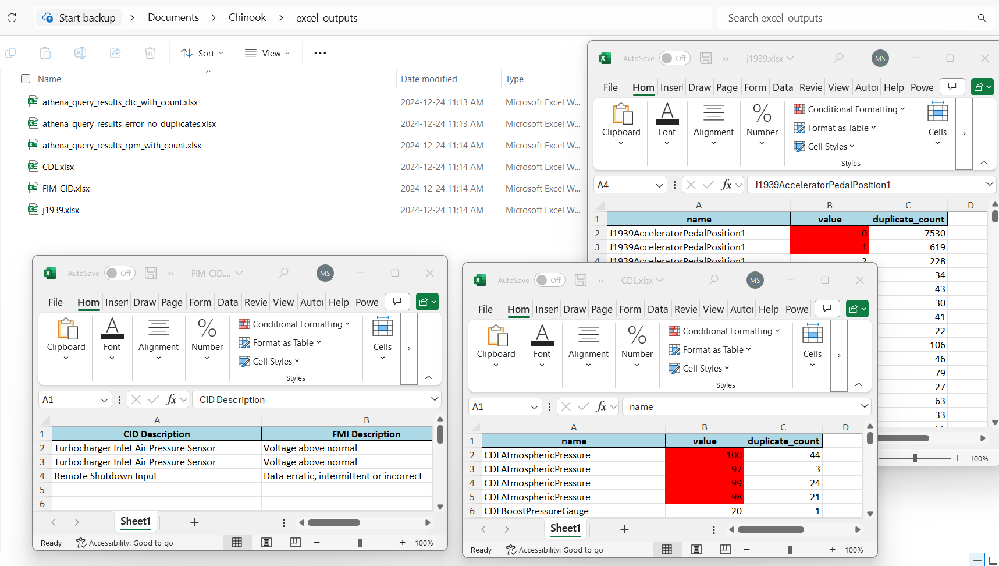 Start backup > Documents > Chinook > excel_outputs
Search excel_outputs
Sort
View
Name
Date modified
Type
athena_query_results_dtc_with_count.xlsx 2024-12-24 11:13 AM Microsoft Excel W...
athena_query_results_error_no_duplicates.xlsx 2024-12-24 11:13 AM Microsoft Excel W...
athena_query_results_rpm_with_count.xlsx 2024-12-24 11:14 AM Microsoft Excel W...
CDL.xlsx 2024-12-24 11:14 AM Microsoft Excel W...
FIM-CID.xlsx 2024-12-24 11:14 AM Microsoft Excel W...
j1939.xlsx 2024-12-24 11:14 AM Microsoft Excel W...
AutoSave Off » j1939.xlsx MS
File Hom Inser Draw Page Form Data Revie View Auto Help Powe
Clipboard Font Alignment Number
Conditional Formatting
Format as Table
Cell Styles
Styles
Cells
A4 fx J1939AcceleratorPedalPosition1
A B C D
1 name value duplicate_count
2 J1939AcceleratorPedalPosition1 0 7530
3 J1939AcceleratorPedalPosition1 1 619
4 J1939AcceleratorPedalPosition1 2 228
34
43
30
41
22
106
46
79
27
63
33
100%
AutoSave Off » FIM-CID.... MS
File Hom Inser Draw Page Form Data Revie View Auto Help Powe
Clipboard Font Alignment Number
Conditional Formatting
Format as Table
Cell Styles
Styles
Cells
A1 fx CID Description
A B
1 CID Description FMI Description
2 Turbocharger Inlet Air Pressure Sensor Voltage above normal
3 Turbocharger Inlet Air Pressure Sensor Voltage above normal
4 Remote Shutdown Input Data erratic, intermittent or incorrect
5
6
Sheet1
Ready Accessibility: Good to go 100%
AutoSave Off » CDL.xlsx MS
File Hom Inser Draw Page Form Data Revie View Auto Help Powe
Clipboard Font Alignment Number
Conditional Formatting
Format as Table
Cell Styles
Styles
Cells
A1 fx name
A B C D
1 name value duplicate_count
2 CDLAtmosphericPressure 100 44
3 CDLAtmosphericPressure 97 3
4 CDLAtmosphericPressure 99 24
5 CDLAtmosphericPressure 98 21
6 CDLBoostPressureGauge 20 1
Sheet1
Ready Accessibility: Good to go 100%